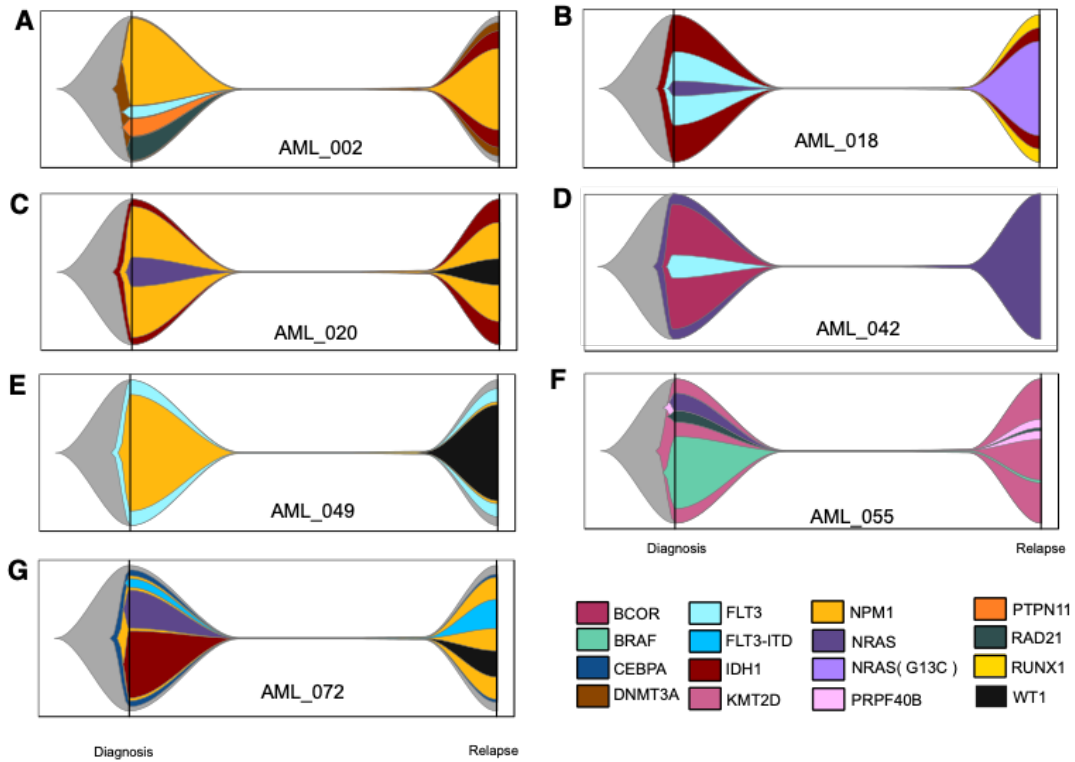 A
AML_002
B
AML_018
C
AML_020
D
AML_042
E
AML_049
F
AML_055
Diagnosis
Relapse
G
AML_072
Diagnosis
Relapse
BCOR
BRAF
CEBPA
DNMT3A
FLT3
FLT3-ITD
IDH1
KMT2D
NPM1
NRAS
NRAS( G13C )
PRPF40B
PTPN11
RAD21
RUNX1
WT1